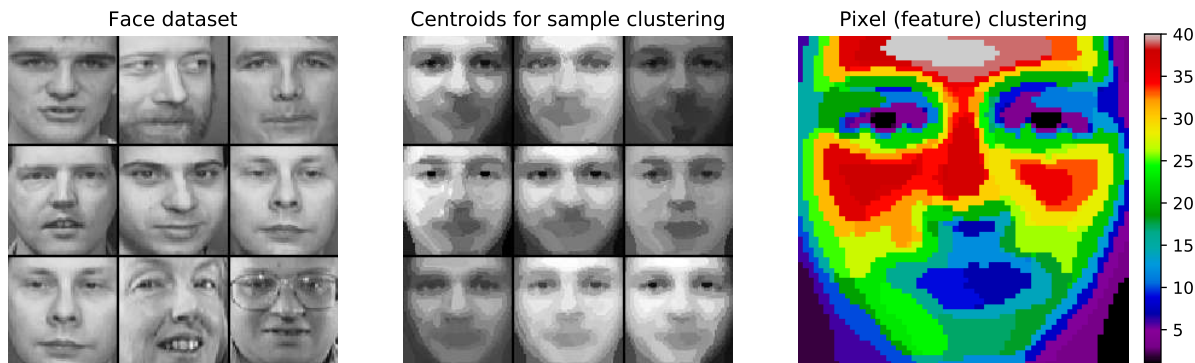 Face dataset
Centroids for sample clustering
Pixel (feature) clustering
40
35
30
25
20
15
10
5